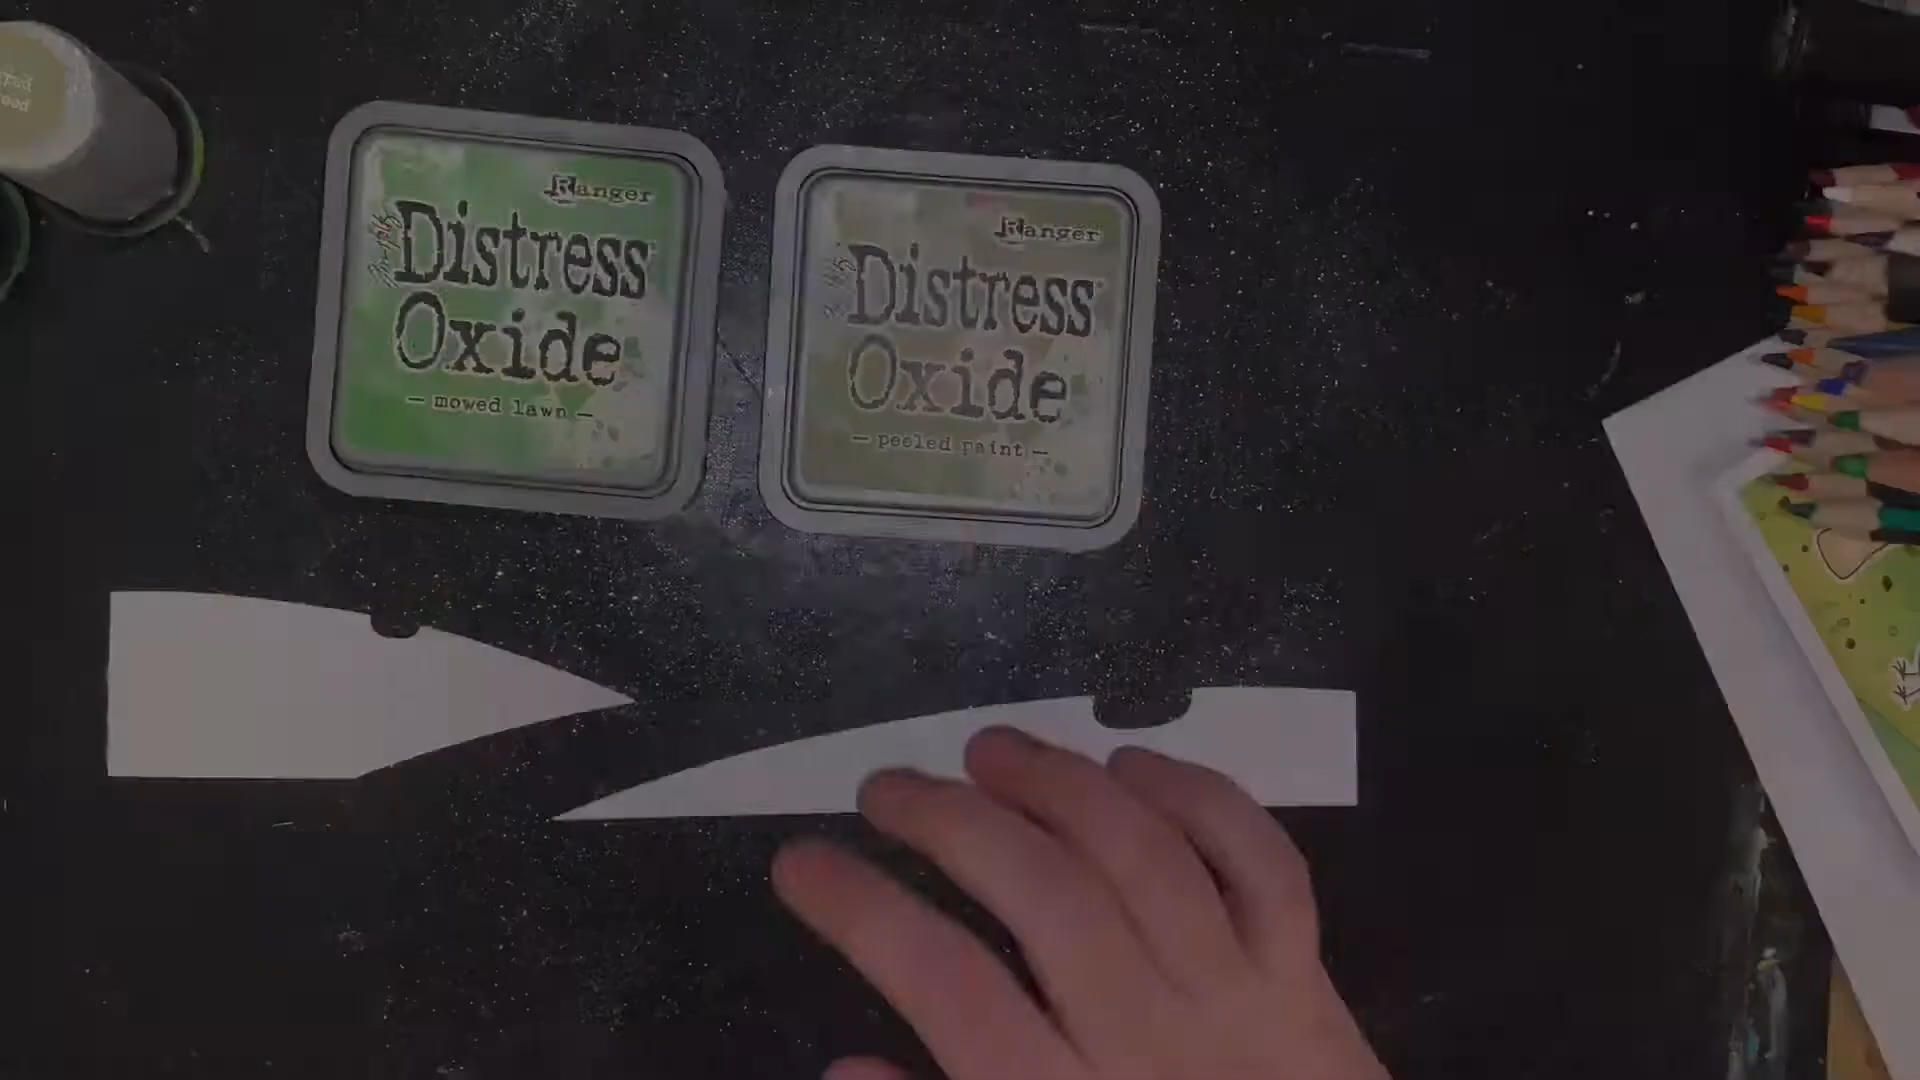 Ranger
Distress
Oxide
— mowed lawn —
Ranger
Distress
Oxide
— peeled paint —